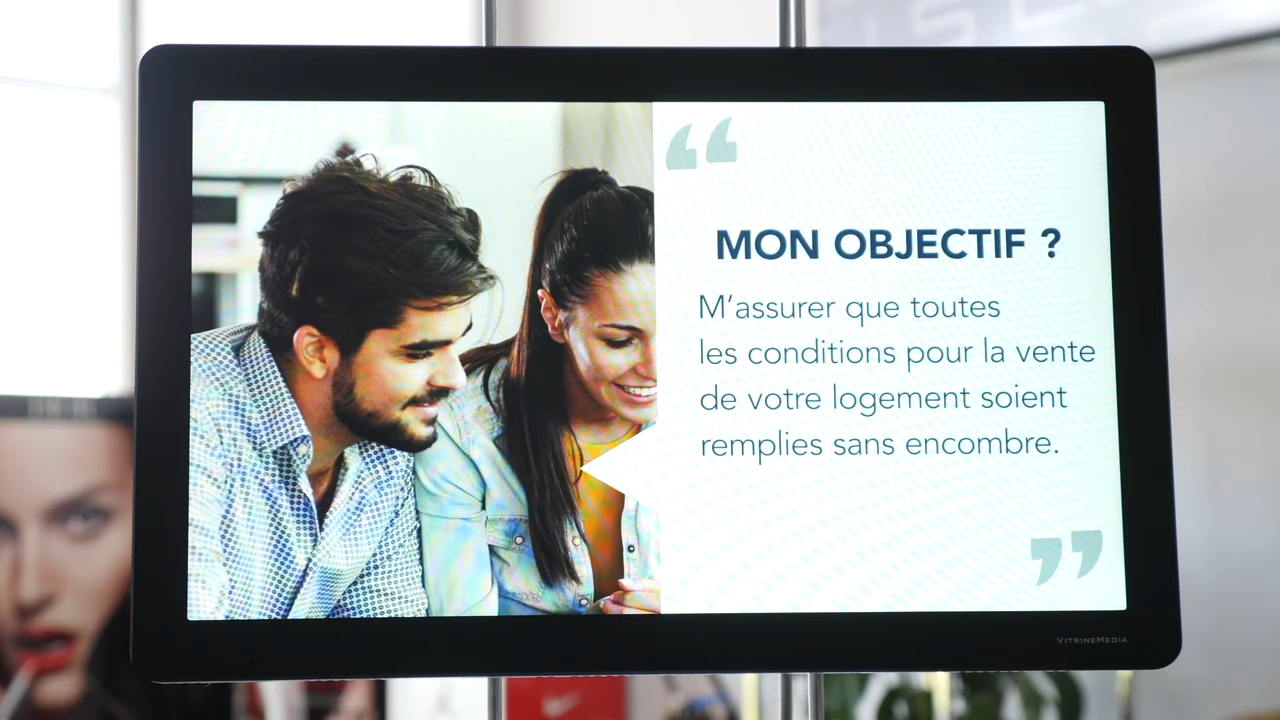 “
MON OBJECTIF ?
M’assurer que toutes
les conditions pour la vente
de votre logement soient
remplies sans encombre.
”
VITRINEMEDIA